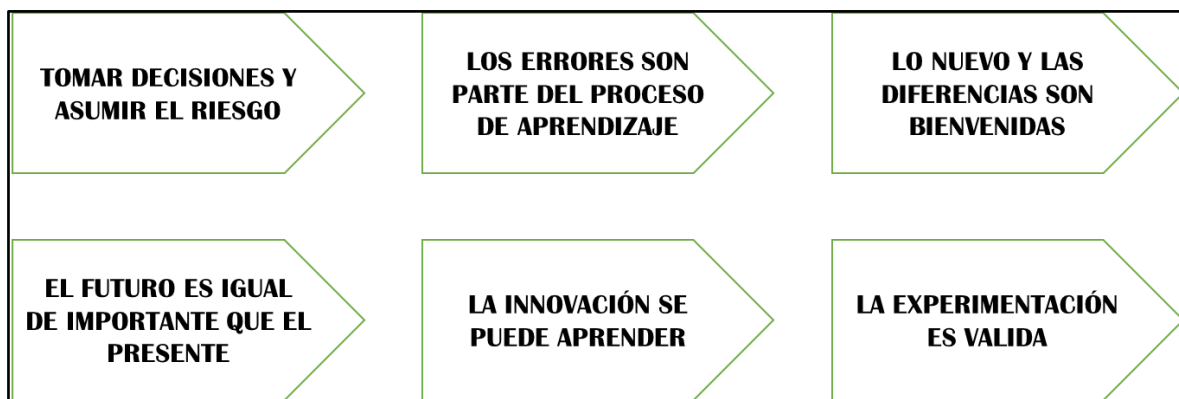 TOMAR DECISIONES Y
ASUMIR EL RIESGO
LOS ERRORES SON
PARTE DEL PROCESO
DE APRENDIZAJE
LO NUEVO Y LAS
DIFERENCIAS SON
BIENVENIDAS
EL FUTURO ES IGUAL
DE IMPORTANTE QUE EL
PRESENTE
LA INNOVACIÓN SE
PUEDE APRENDER
LA EXPERIMENTACIÓN
ES VALIDA